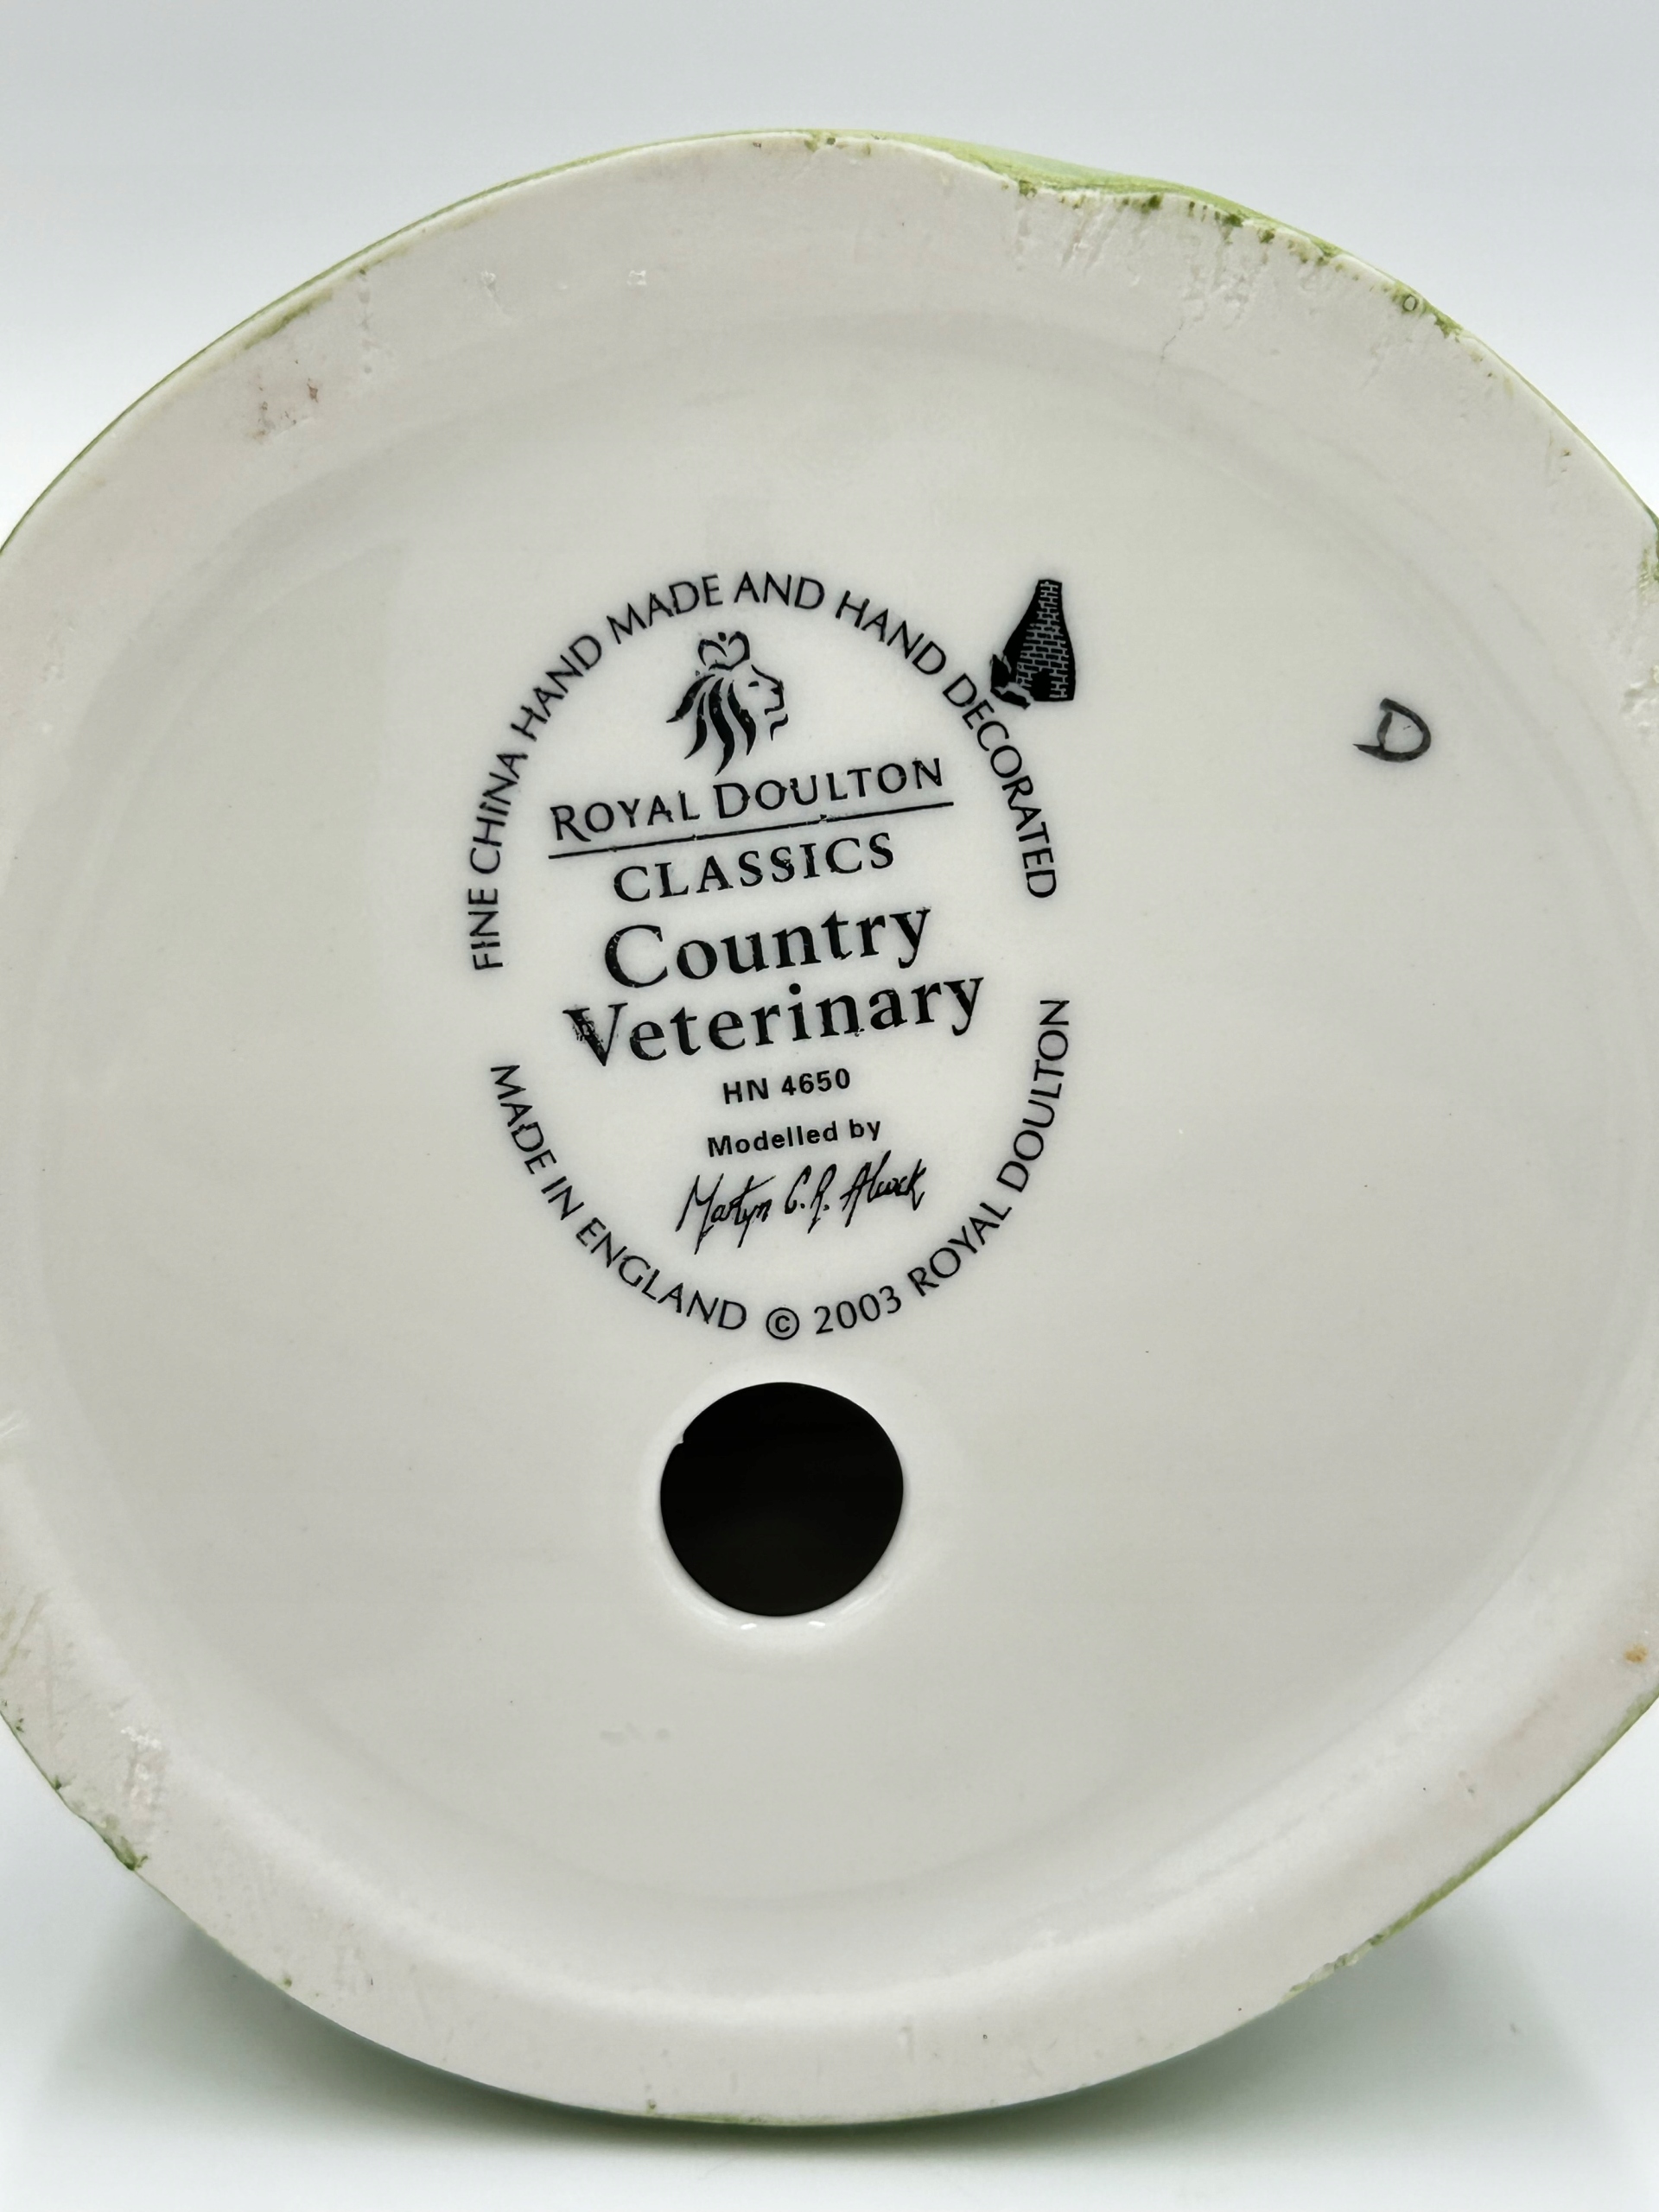 FINE CHINA HAND MADE AND HAND DECORATED
ROYAL DOULTON
CLASSICS
Country
Veterinary
HN 4650
Modelled by
Martyn C.R. Alcock
MADE IN ENGLAND © 2003 ROYAL DOULTON
D